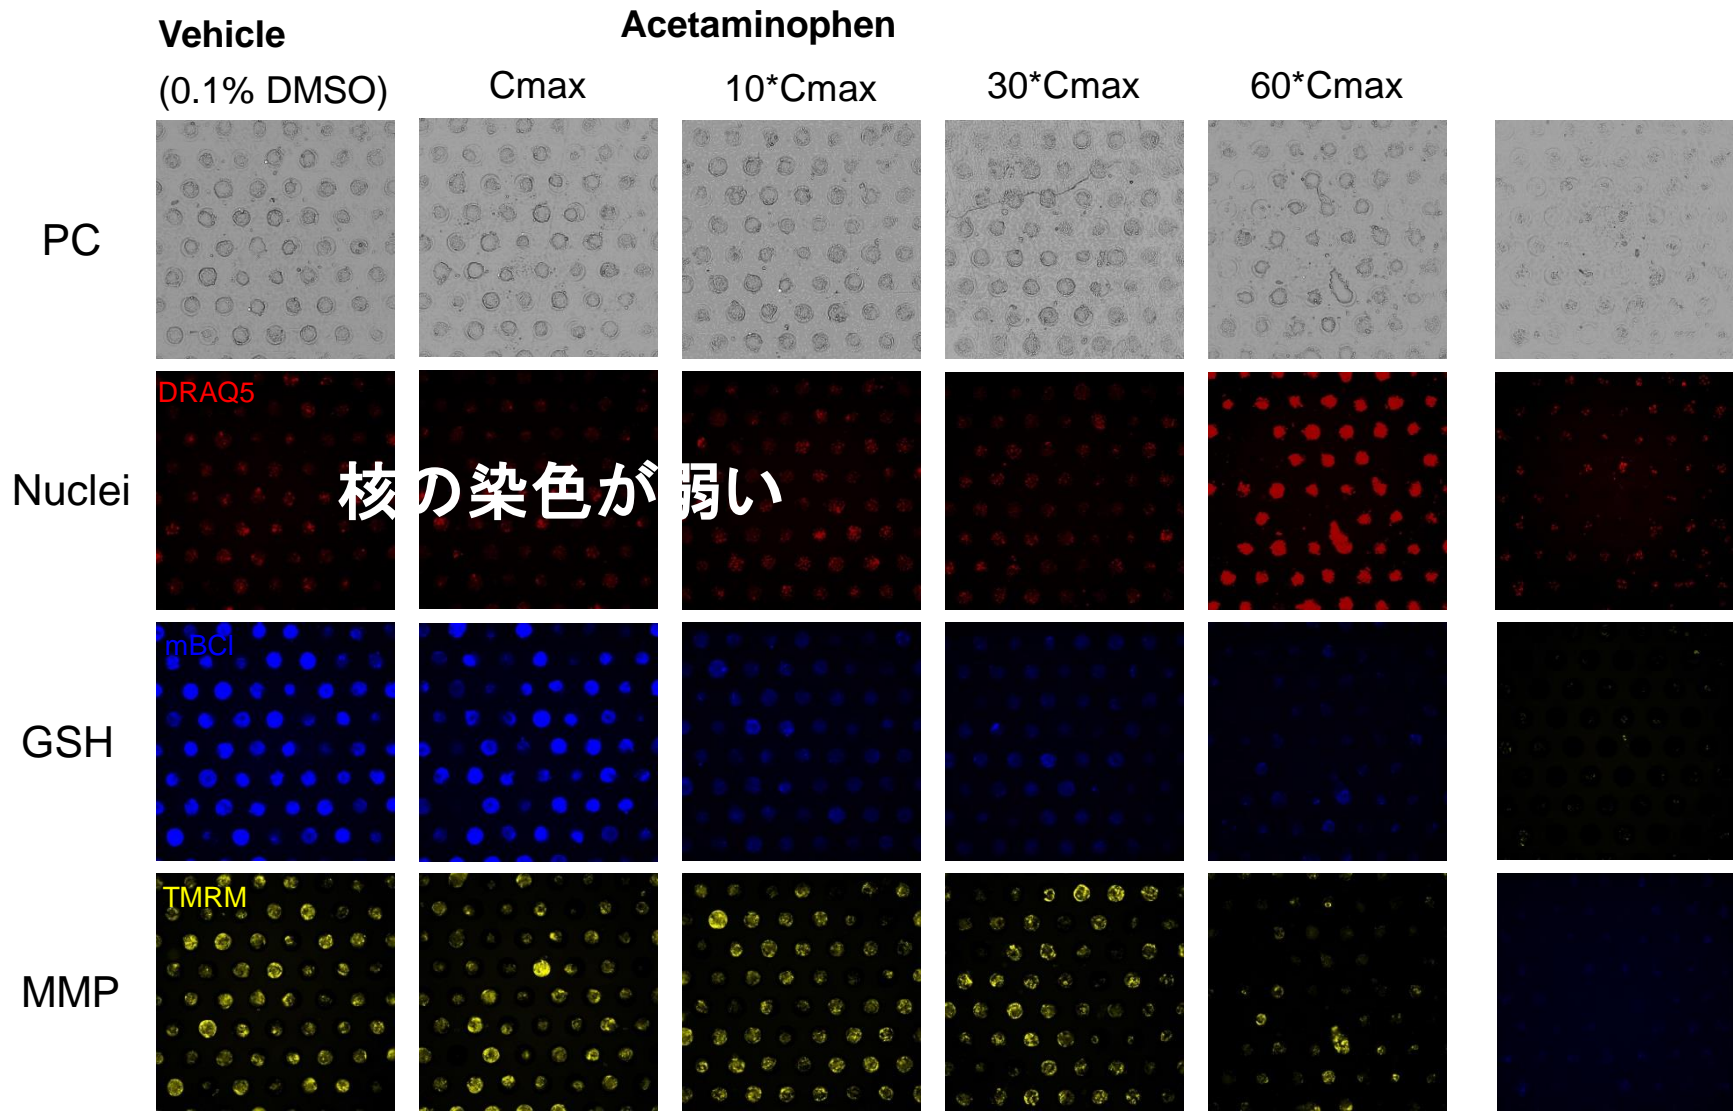 Vehicle
(0.1% DMSO)
Acetaminophen
Cmax
10*Cmax
30*Cmax
60*Cmax
PC
Nuclei
DRAQ5
核の染色が弱い
GSH
mBCl
MMP
TMRM